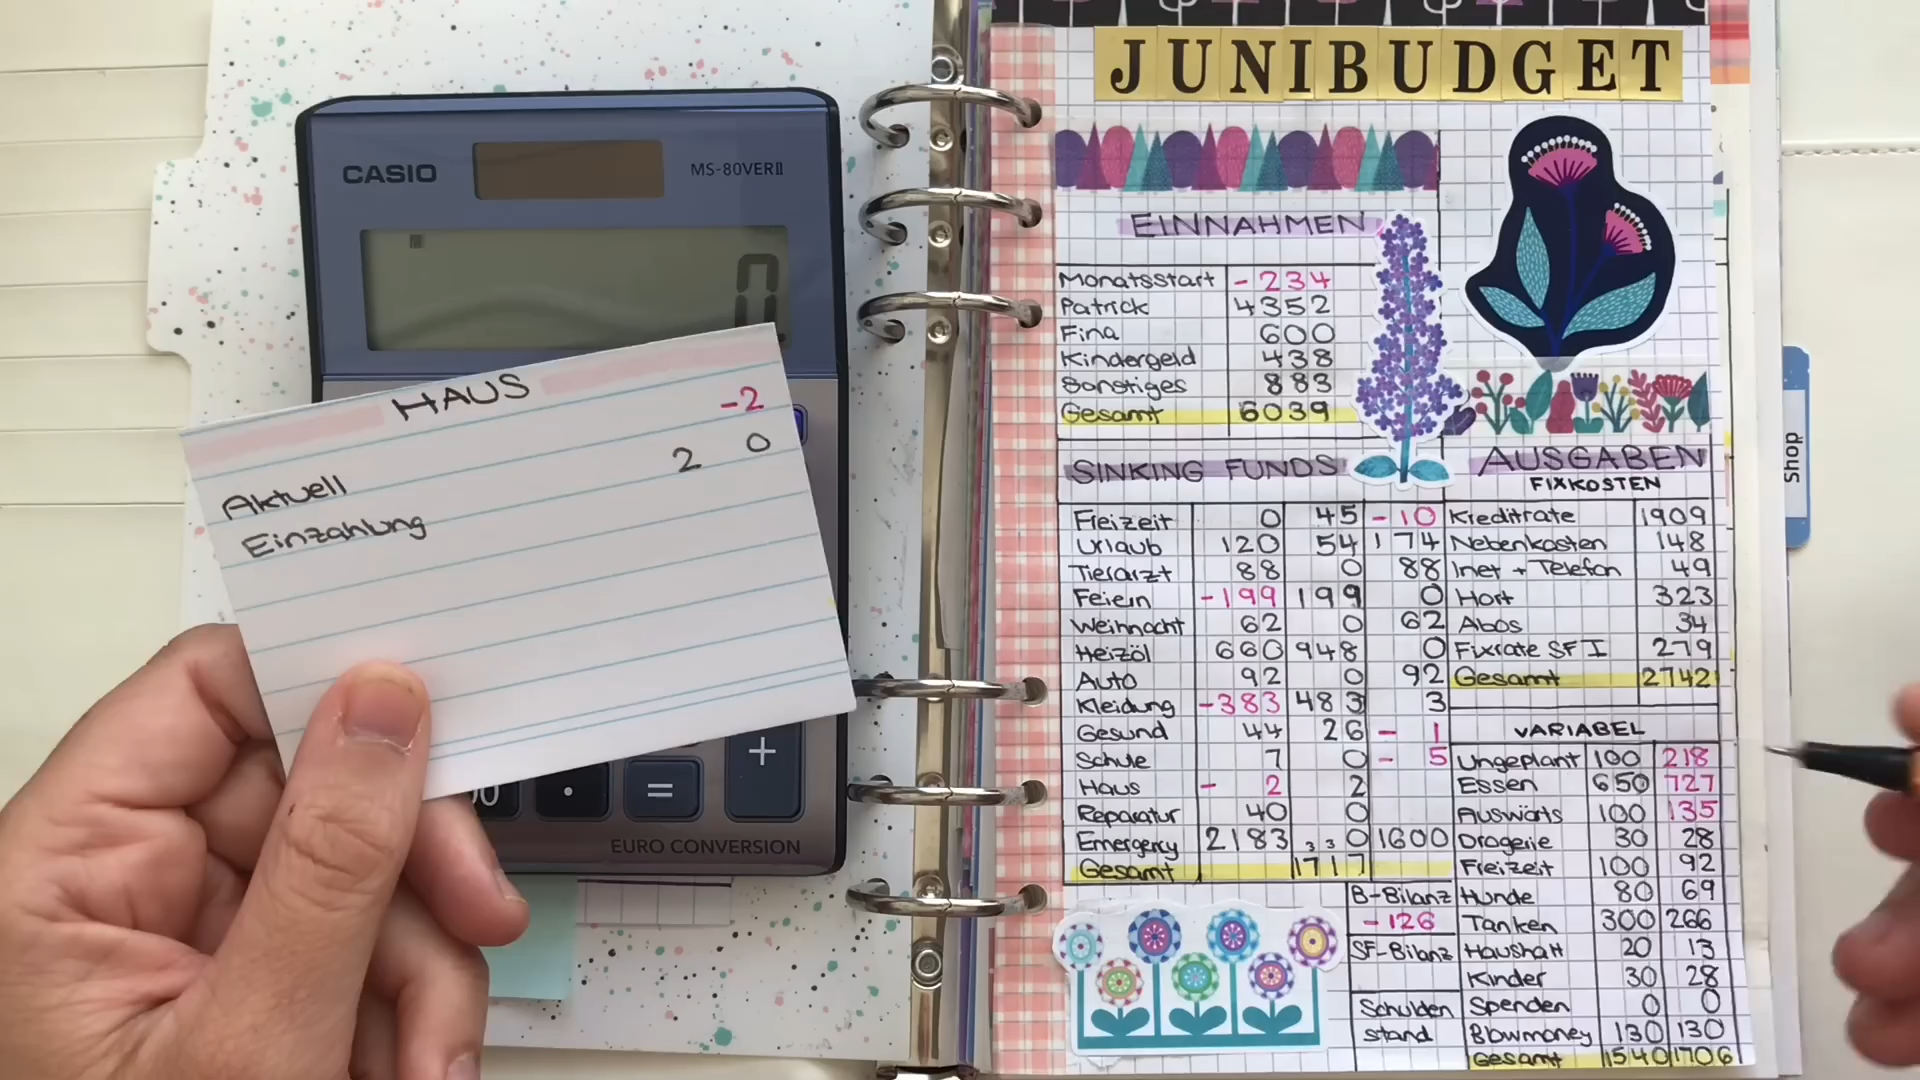 JUNIBUDGET
CASIO
MS-80VERII
0
EURO CONVERSION
HAUS
-2
Aktuell 2 0
Einzahlung
EINNAHMEN
Monatsstart -234
Patrick 4352
Fina 600
Kindergeld 438
Sonstiges 883
Gesamt 6039
SINKING FUNDS
Freizeit 0 45 -10
Urlaub 120 54 174
Tierarzt 88 0 88
Feiern -199 199 0
Weihnacht 62 0 62
Heizöl 660 948 0
Auto 92 0 92
Kleidung -383 483 3
Gesund 44 26 - 1
Schule 7 0 - 5
Haus - 2 2
Reparatur 40 0
Emergency 2183 3 3 0 1600
Gesamt 1717
B-Bilanz
-126
SF-Bilanz
Schulden
stand
AUSGABEN
FIXKOSTEN
Kreditrate 1909
Nebenkosten 148
Inet + Telefon 49
Hort 323
Abos 34
Fixrate SF I 279
Gesamt 2742
VARIABEL
Ungeplant 100 218
Essen 650 727
Auswärts 100 135
Drogerie 30 28
Freizeit 100 92
Hunde 80 69
Tanken 300 266
Haushalt 20 13
Kinder 30 28
Spenden 0 0
Blowmoney 130 130
Gesamt 1540 1706
Shop
=
+